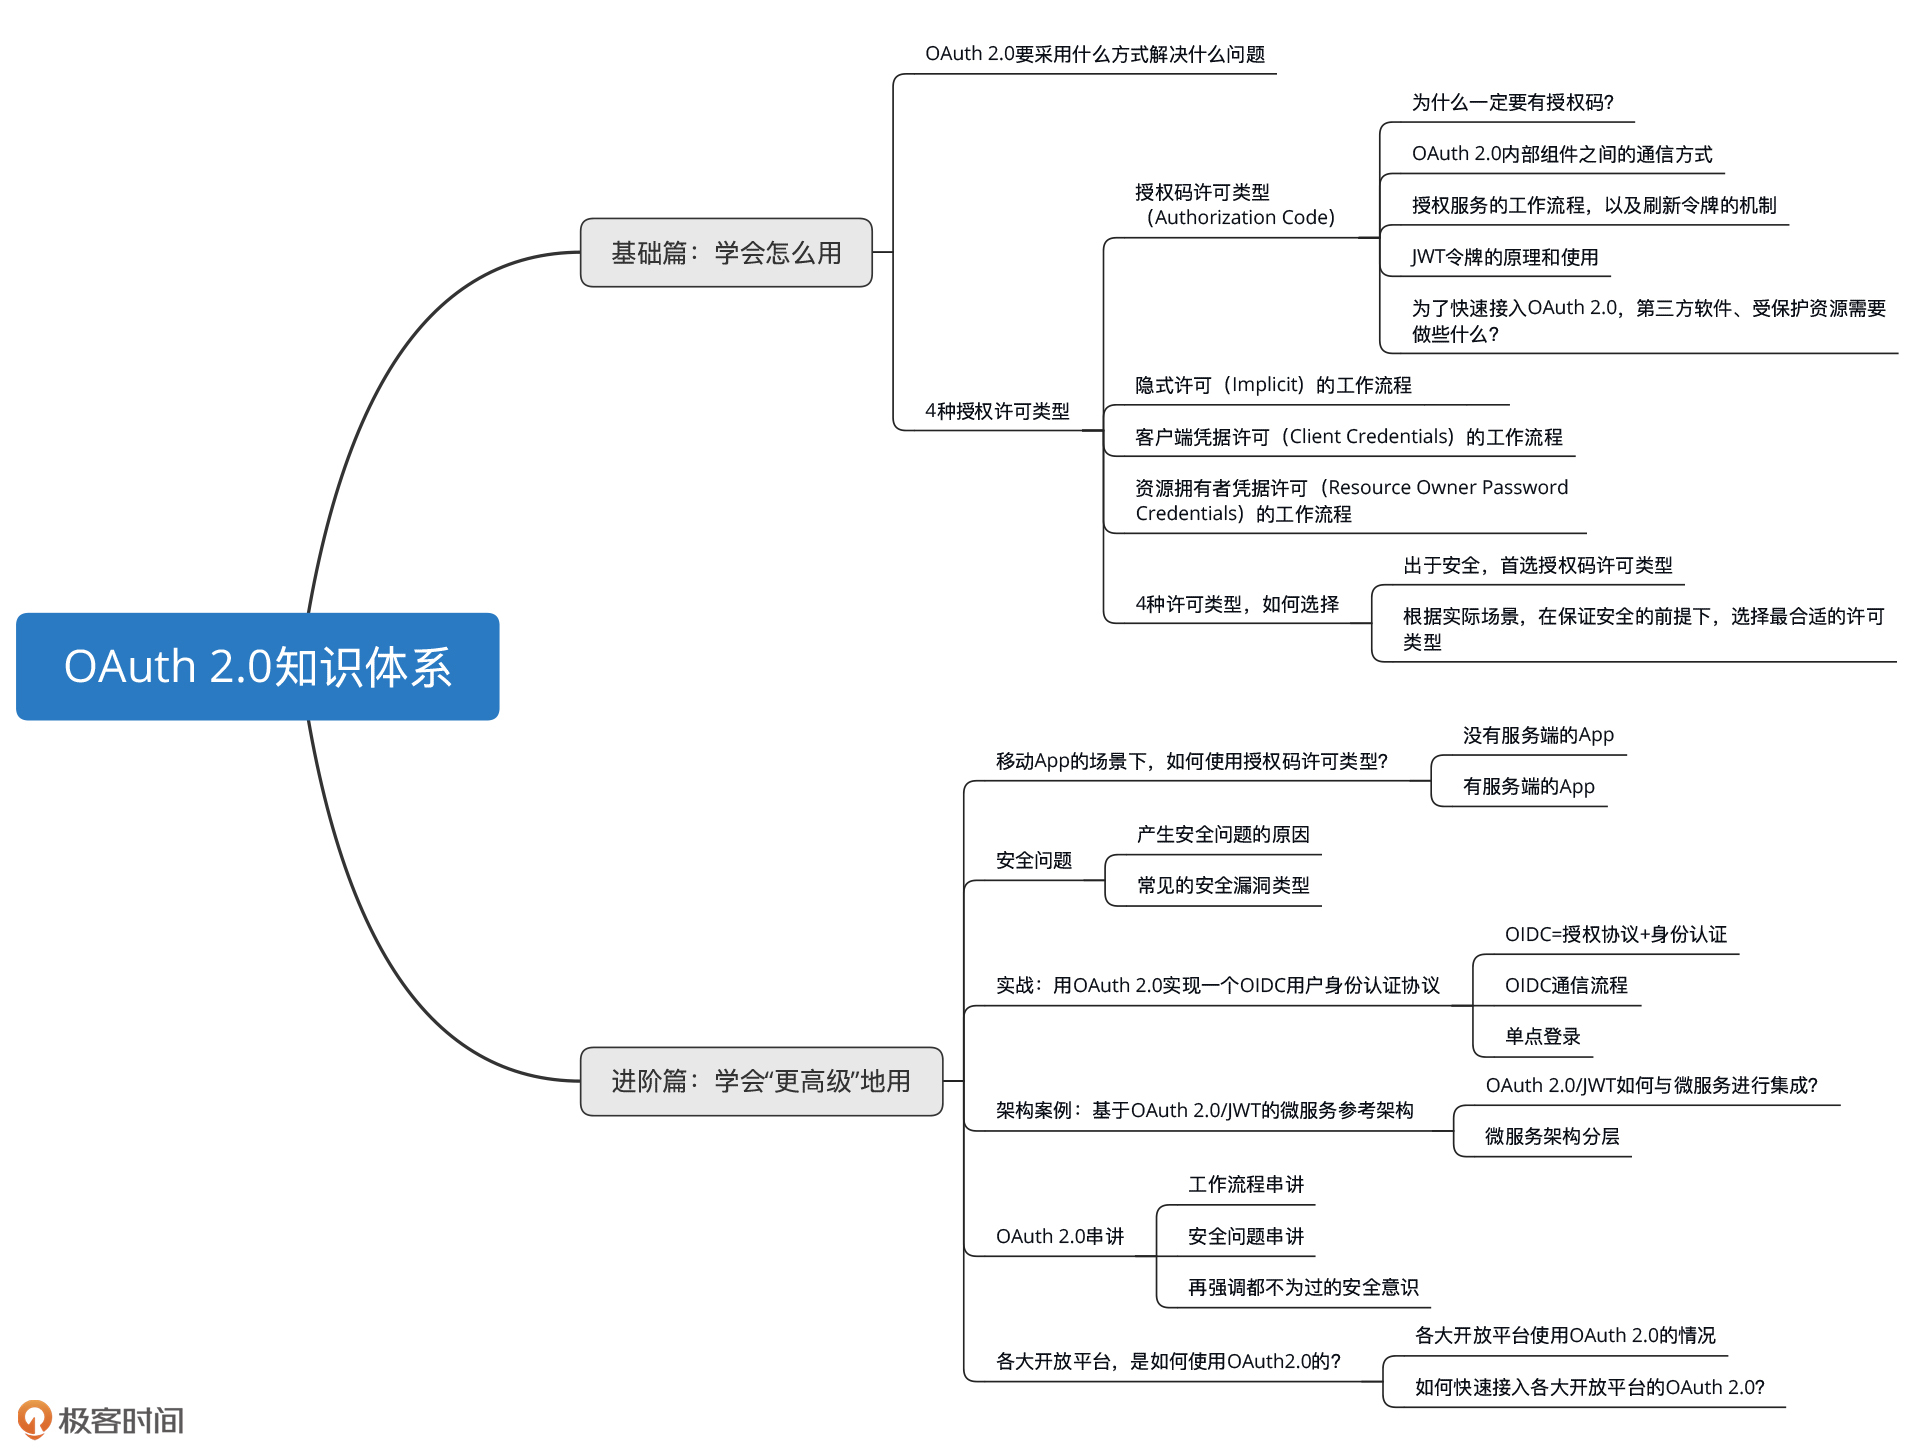 OAuth 2.0知识体系
基础篇：学会怎么用
OAuth 2.0要采用什么方式解决什么问题
4种授权许可类型
授权码许可类型
（Authorization Code）
为什么一定要有授权码？
OAuth 2.0内部组件之间的通信方式
授权服务的工作流程，以及刷新令牌的机制
JWT令牌的原理和使用
为了快速接入OAuth 2.0，第三方软件、受保护资源需要
做些什么？
隐式许可（Implicit）的工作流程
客户端凭据许可（Client Credentials）的工作流程
资源拥有者凭据许可（Resource Owner Password
Credentials）的工作流程
4种许可类型，如何选择
出于安全，首选授权码许可类型
根据实际场景，在保证安全的前提下，选择最合适的许可
类型
进阶篇：学会“更高级”地用
移动App的场景下，如何使用授权码许可类型？
没有服务端的App
有服务端的App
安全问题
产生安全问题的原因
常见的安全漏洞类型
实战：用OAuth 2.0实现一个OIDC用户身份认证协议
OIDC=授权协议+身份认证
OIDC通信流程
单点登录
架构案例：基于OAuth 2.0/JWT的微服务参考架构
OAuth 2.0/JWT如何与微服务进行集成？
微服务架构分层
OAuth 2.0串讲
工作流程串讲
安全问题串讲
再强调都不为过的安全意识
各大开放平台，是如何使用OAuth2.0的？
各大开放平台使用OAuth 2.0的情况
如何快速接入各大开放平台的OAuth 2.0？
极客时间